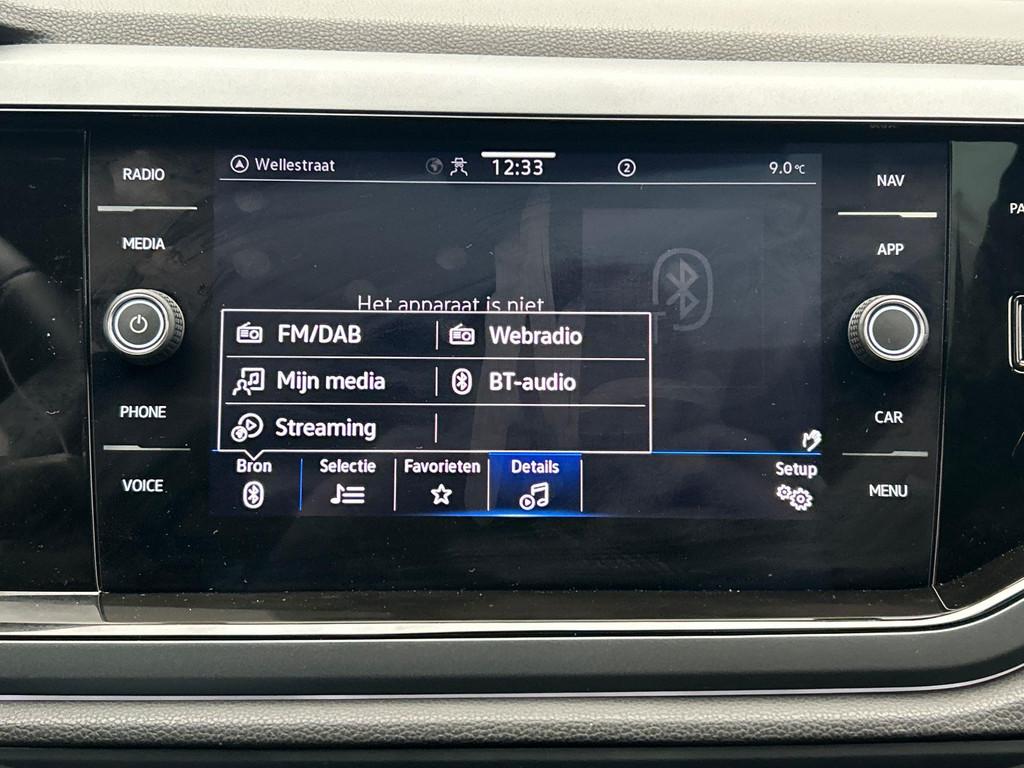 RADIO
MEDIA
PHONE
VOICE
Wellestraat
12:33
2
9.0 °C
Het apparaat is niet
FM/DAB
Webradio
Mijn media
BT-audio
Streaming
Bron
Selectie
Favorieten
Details
Setup
NAV
APP
CAR
MENU
PA